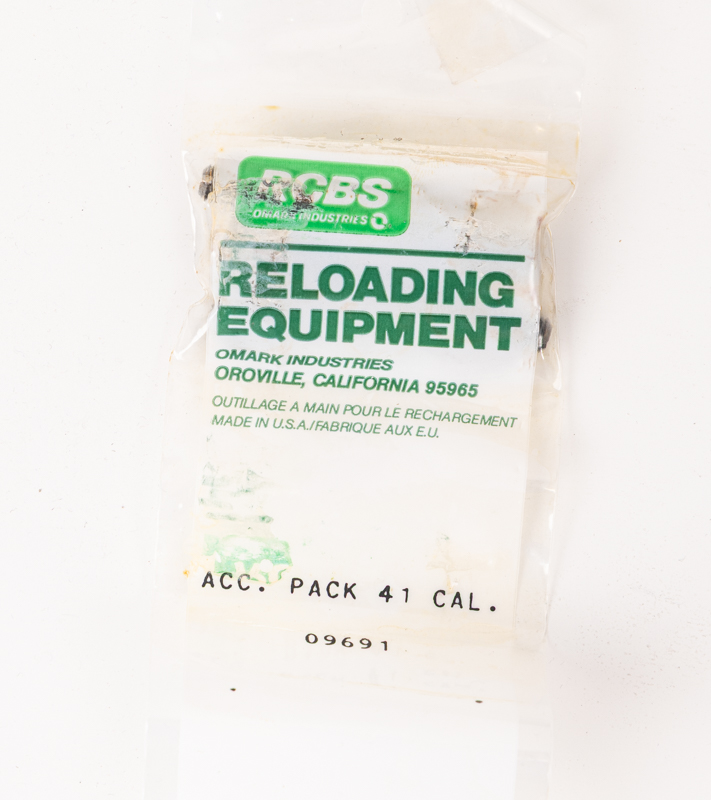 RCBS
OMARK INDUSTRIES
RELOADING
EQUIPMENT
OMARK INDUSTRIES
OROVILLE, CALIFORNIA 95965
OUTILLAGE A MAIN POUR LE RECHARGEMENT
MADE IN U.S.A./FABRIQUE AUX E.U.
ACC. PACK 41 CAL.
09691